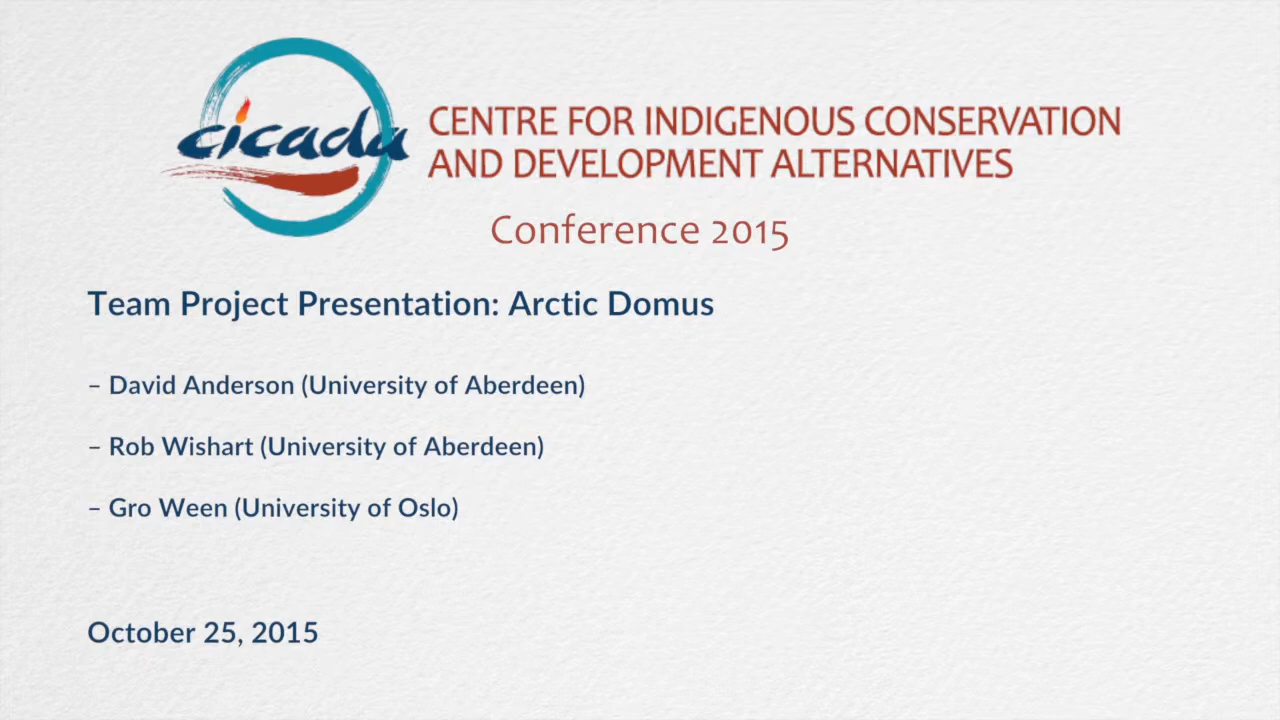 cicada
CENTRE FOR INDIGENOUS CONSERVATION
AND DEVELOPMENT ALTERNATIVES
Conference 2015
Team Project Presentation: Arctic Domus
– David Anderson (University of Aberdeen)
– Rob Wishart (University of Aberdeen)
– Gro Ween (University of Oslo)
October 25, 2015